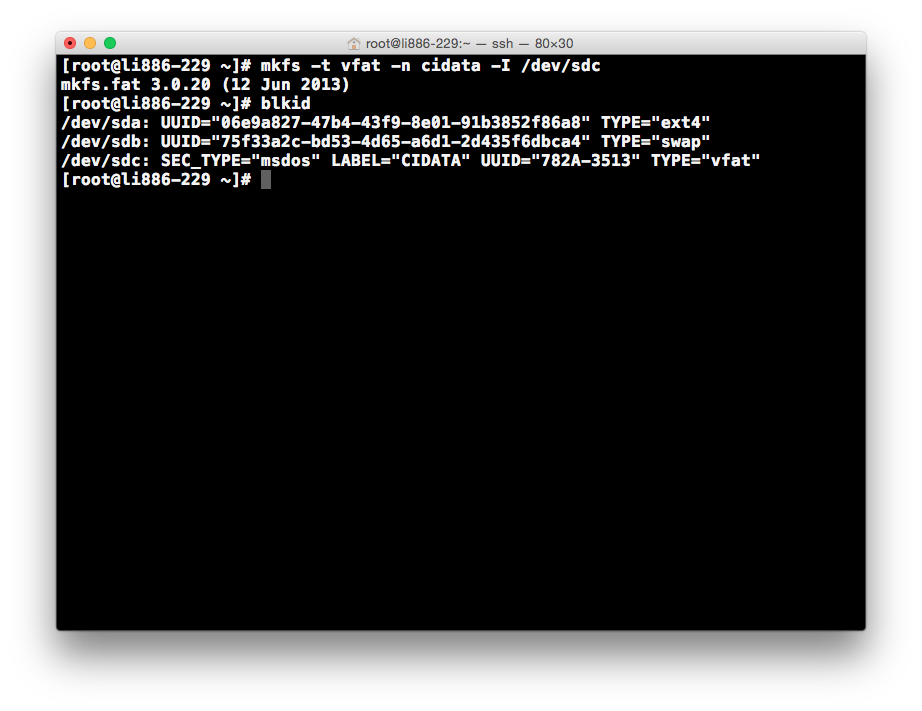 root@li886-229:~ — ssh — 80×30
[root@li886-229 ~]# mkfs -t vfat -n cidata -I /dev/sdc
mkfs.fat 3.0.20 (12 Jun 2013)
[root@li886-229 ~]# blkid
/dev/sda: UUID="06e9a827-47b4-43f9-8e01-91b3852f86a8" TYPE="ext4"
/dev/sdb: UUID="75f33a2c-bd53-4d65-a6d1-2d435f6dbca4" TYPE="swap"
/dev/sdc: SEC_TYPE="msdos" LABEL="CIDATA" UUID="782A-3513" TYPE="vfat"
[root@li886-229 ~]#